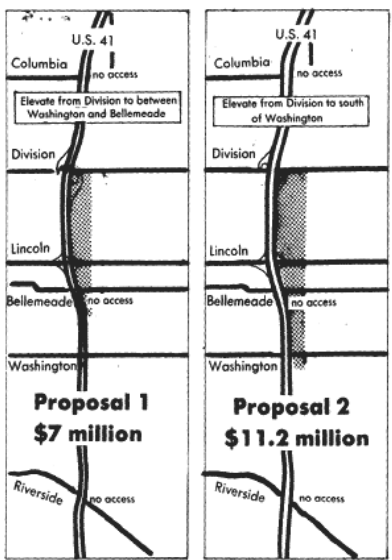 U.S. 41
Columbia
no access
Elevate from Division to between
Washington and Bellemeade
Division
Lincoln
Bellemeade
no access
Washington
Proposal 1
$7 million
Riverside
no access
U.S. 41
Columbia
no access
Elevate from Division to south
of Washington
Division
Lincoln
Bellemeade
no access
Washington
Proposal 2
$11.2 million
Riverside
no access